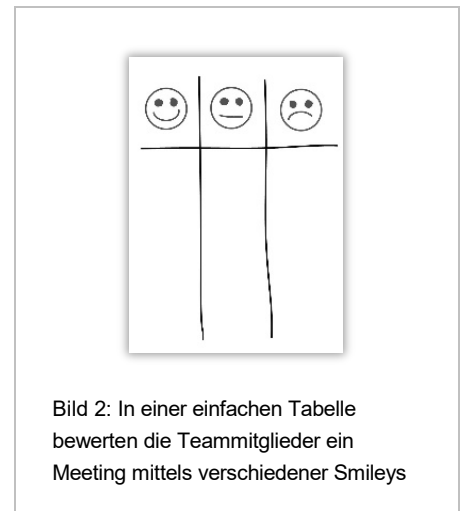 Bild 2: In einer einfachen Tabelle
bewerten die Teammitglieder ein
Meeting mittels verschiedener Smileys